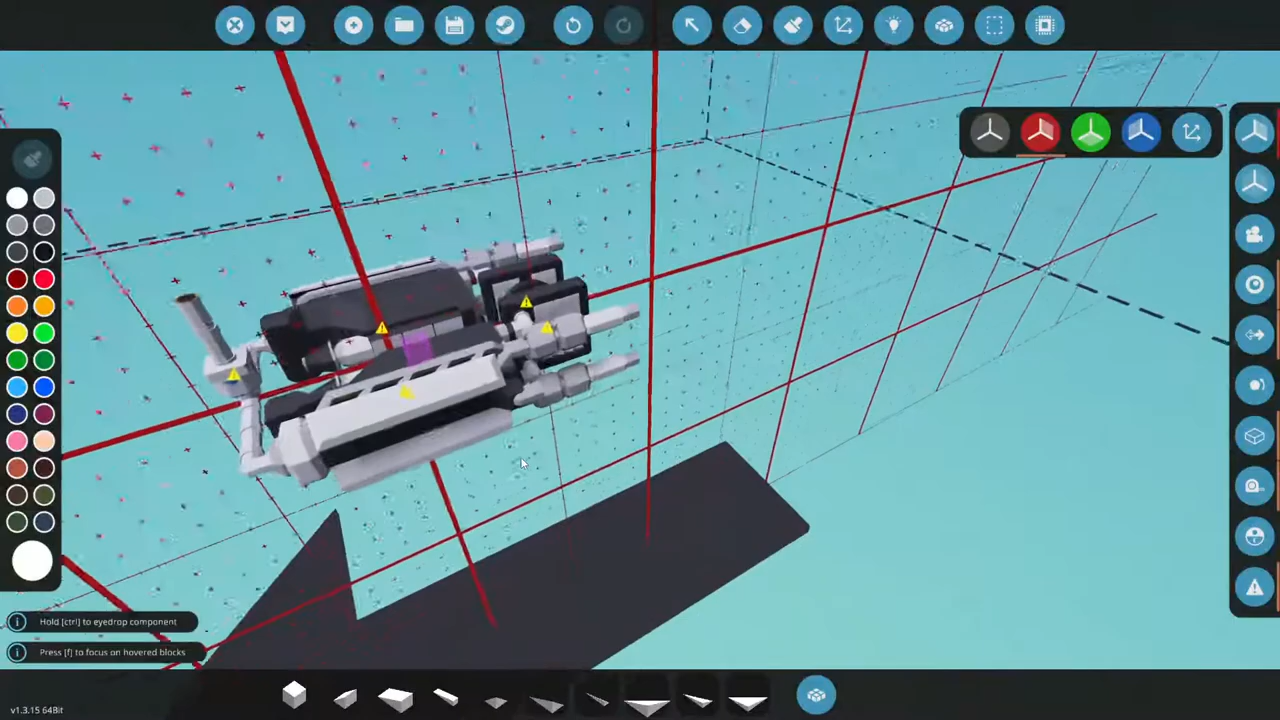 Hold [ctrl] to eyedrop component
Press [f] to focus on hovered blocks
v1.3.15 64Bit